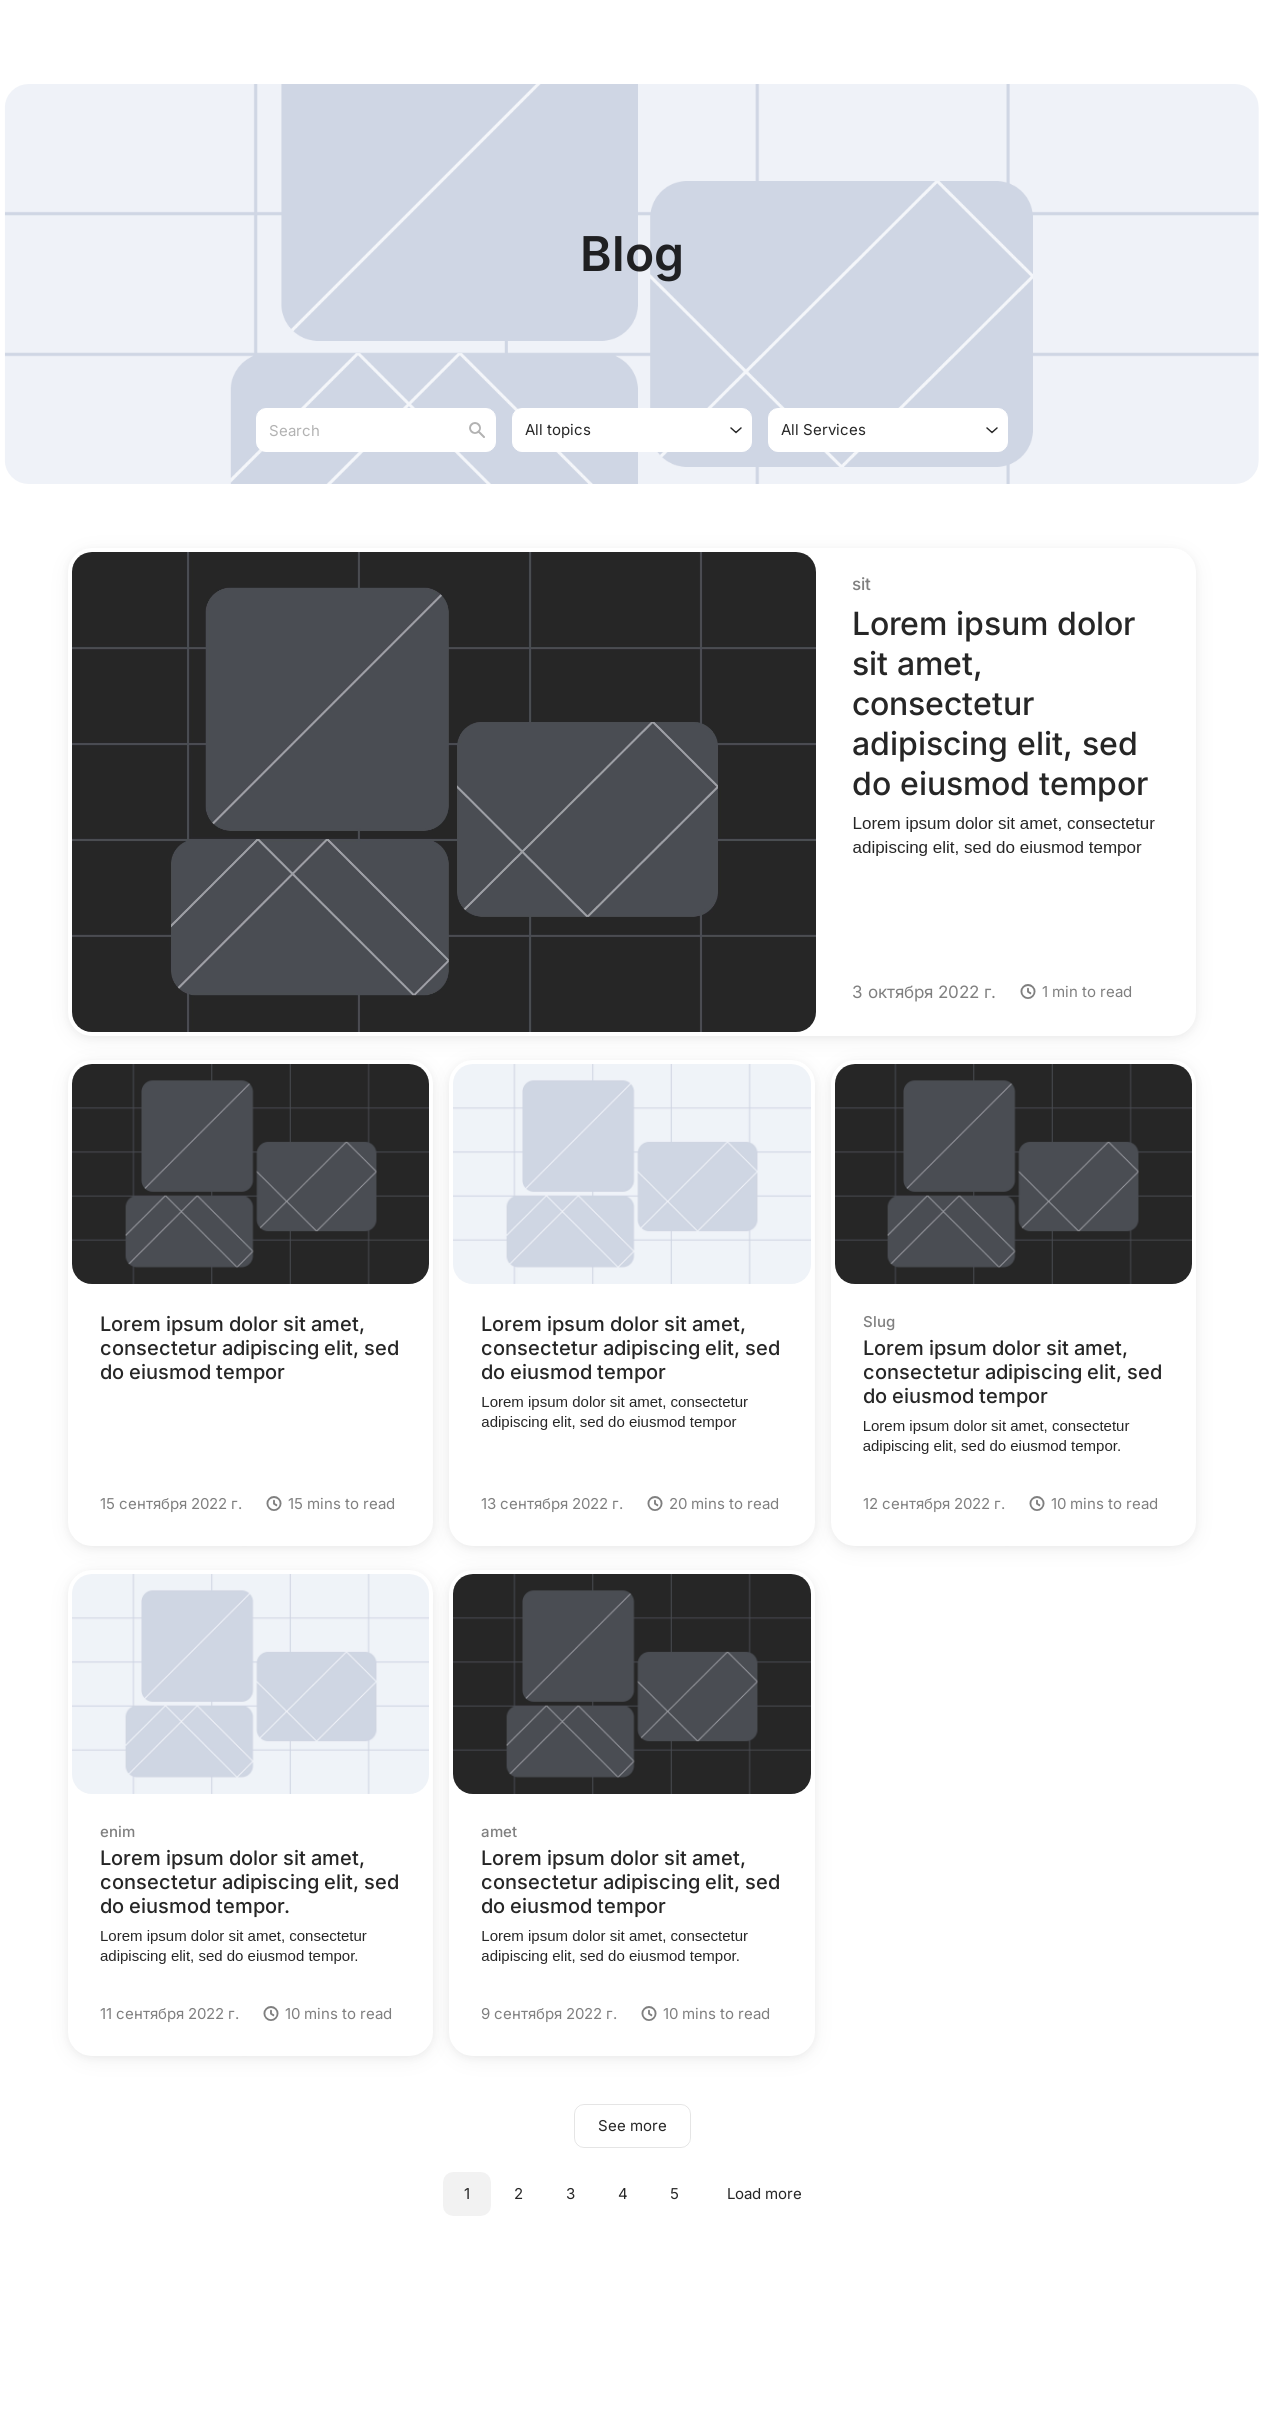 Blog
Search
All topics
All Services
sit
Lorem ipsum dolor
sit amet,
consectetur
adipiscing elit, sed
do eiusmod tempor
Lorem ipsum dolor sit amet, consectetur
adipiscing elit, sed do eiusmod tempor
3 октября 2022 г.
1 min to read
Lorem ipsum dolor sit amet,
consectetur adipiscing elit, sed
do eiusmod tempor
15 сентября 2022 г.
15 mins to read
Lorem ipsum dolor sit amet,
consectetur adipiscing elit, sed
do eiusmod tempor
Lorem ipsum dolor sit amet, consectetur
adipiscing elit, sed do eiusmod tempor
13 сентября 2022 г.
20 mins to read
Slug
Lorem ipsum dolor sit amet,
consectetur adipiscing elit, sed
do eiusmod tempor
Lorem ipsum dolor sit amet, consectetur
adipiscing elit, sed do eiusmod tempor.
12 сентября 2022 г.
10 mins to read
enim
Lorem ipsum dolor sit amet,
consectetur adipiscing elit, sed
do eiusmod tempor.
Lorem ipsum dolor sit amet, consectetur
adipiscing elit, sed do eiusmod tempor.
11 сентября 2022 г.
10 mins to read
amet
Lorem ipsum dolor sit amet,
consectetur adipiscing elit, sed
do eiusmod tempor
Lorem ipsum dolor sit amet, consectetur
adipiscing elit, sed do eiusmod tempor.
9 сентября 2022 г.
10 mins to read
See more
1 2 3 4 5 Load more